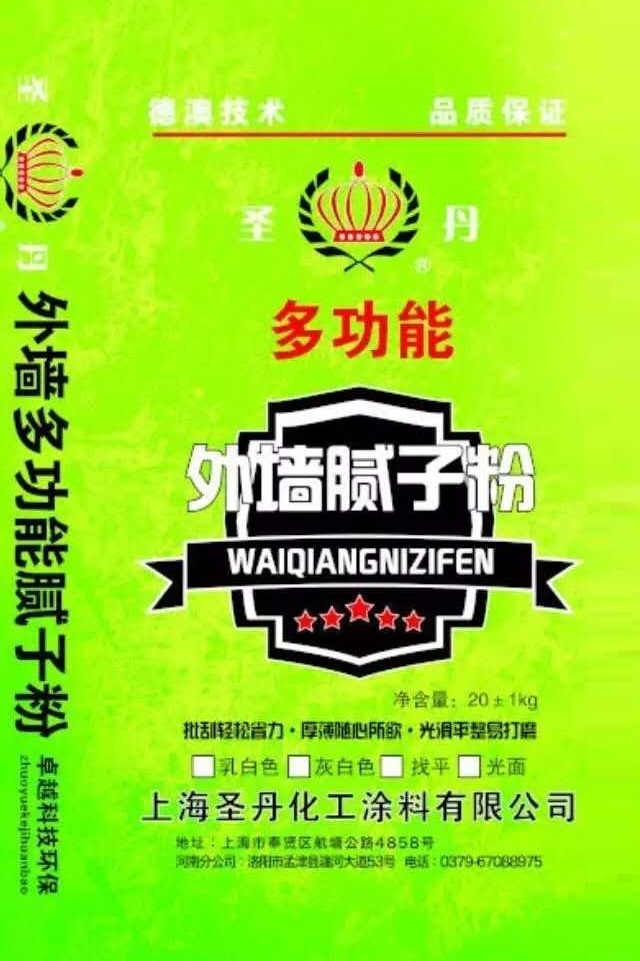 德澳技术 品质保证
圣丹
®
多功能
外墙腻子粉
WAIQIANGNIZIFEN
净含量：20±1kg
批刮轻松省力·厚薄随心所欲·光滑平整易打磨
乳白色 灰白色 找平 光面
上海圣丹化工涂料有限公司
地址：上海市奉贤区航塘公路4858号
河南分公司：洛阳市孟津县瀍河大道53号 电话：0379-67088975
圣丹
外墙多功能腻子粉
卓越科技环保
zhuoyuekejihuanbao